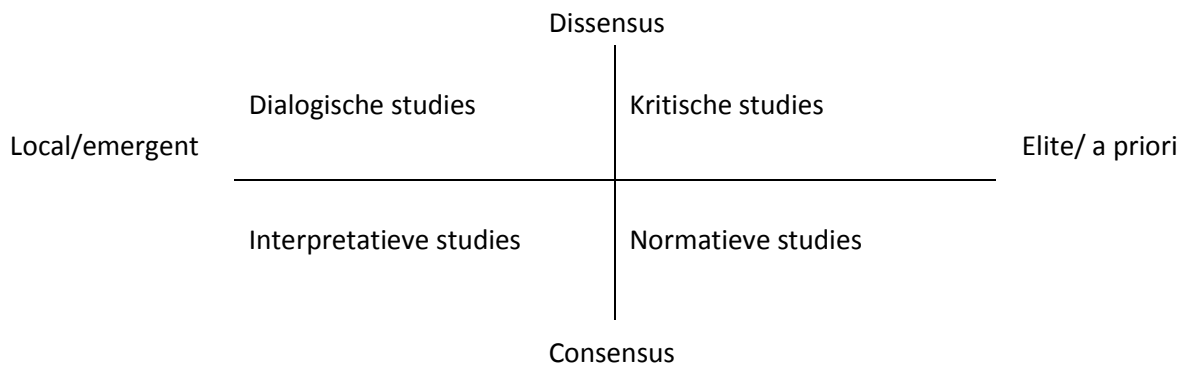 Dissensus
Dialogische studies
Kritische studies
Local/emergent
Elite/ a priori
Interpretatieve studies
Normatieve studies
Consensus